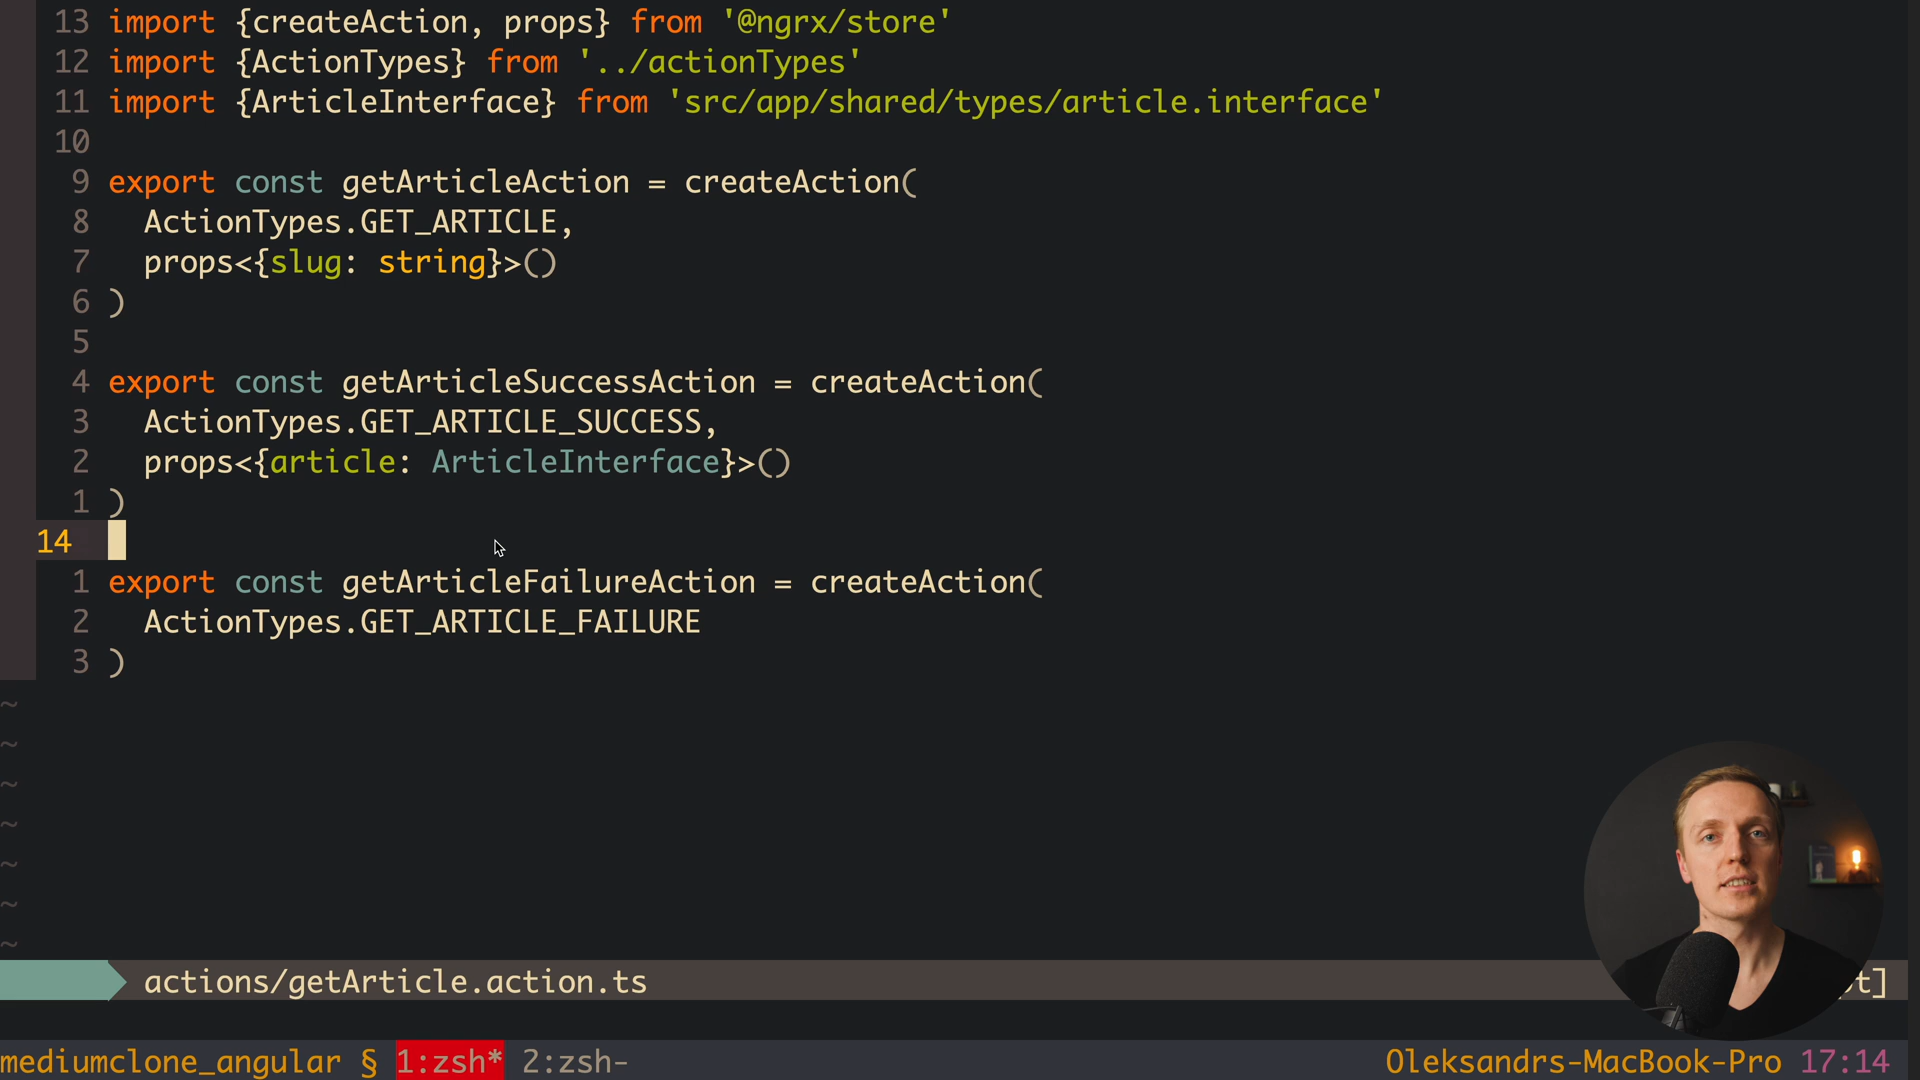 13 import {createAction, props} from '@ngrx/store'
12 import {ActionTypes} from '../actionTypes'
11 import {ArticleInterface} from 'src/app/shared/types/article.interface'
10
9 export const getArticleAction = createAction(
8   ActionTypes.GET_ARTICLE,
7   props<{slug: string}>()
6 )
5
4 export const getArticleSuccessAction = createAction(
3   ActionTypes.GET_ARTICLE_SUCCESS,
2   props<{article: ArticleInterface}>()
1 )
14
1 export const getArticleFailureAction = createAction(
2   ActionTypes.GET_ARTICLE_FAILURE
3 )
~
~
~
~
~
~
~
actions/getArticle.action.ts
mediumclone_angular § 1:zsh* 2:zsh- Oleksandrs-MacBook-Pro 17:14